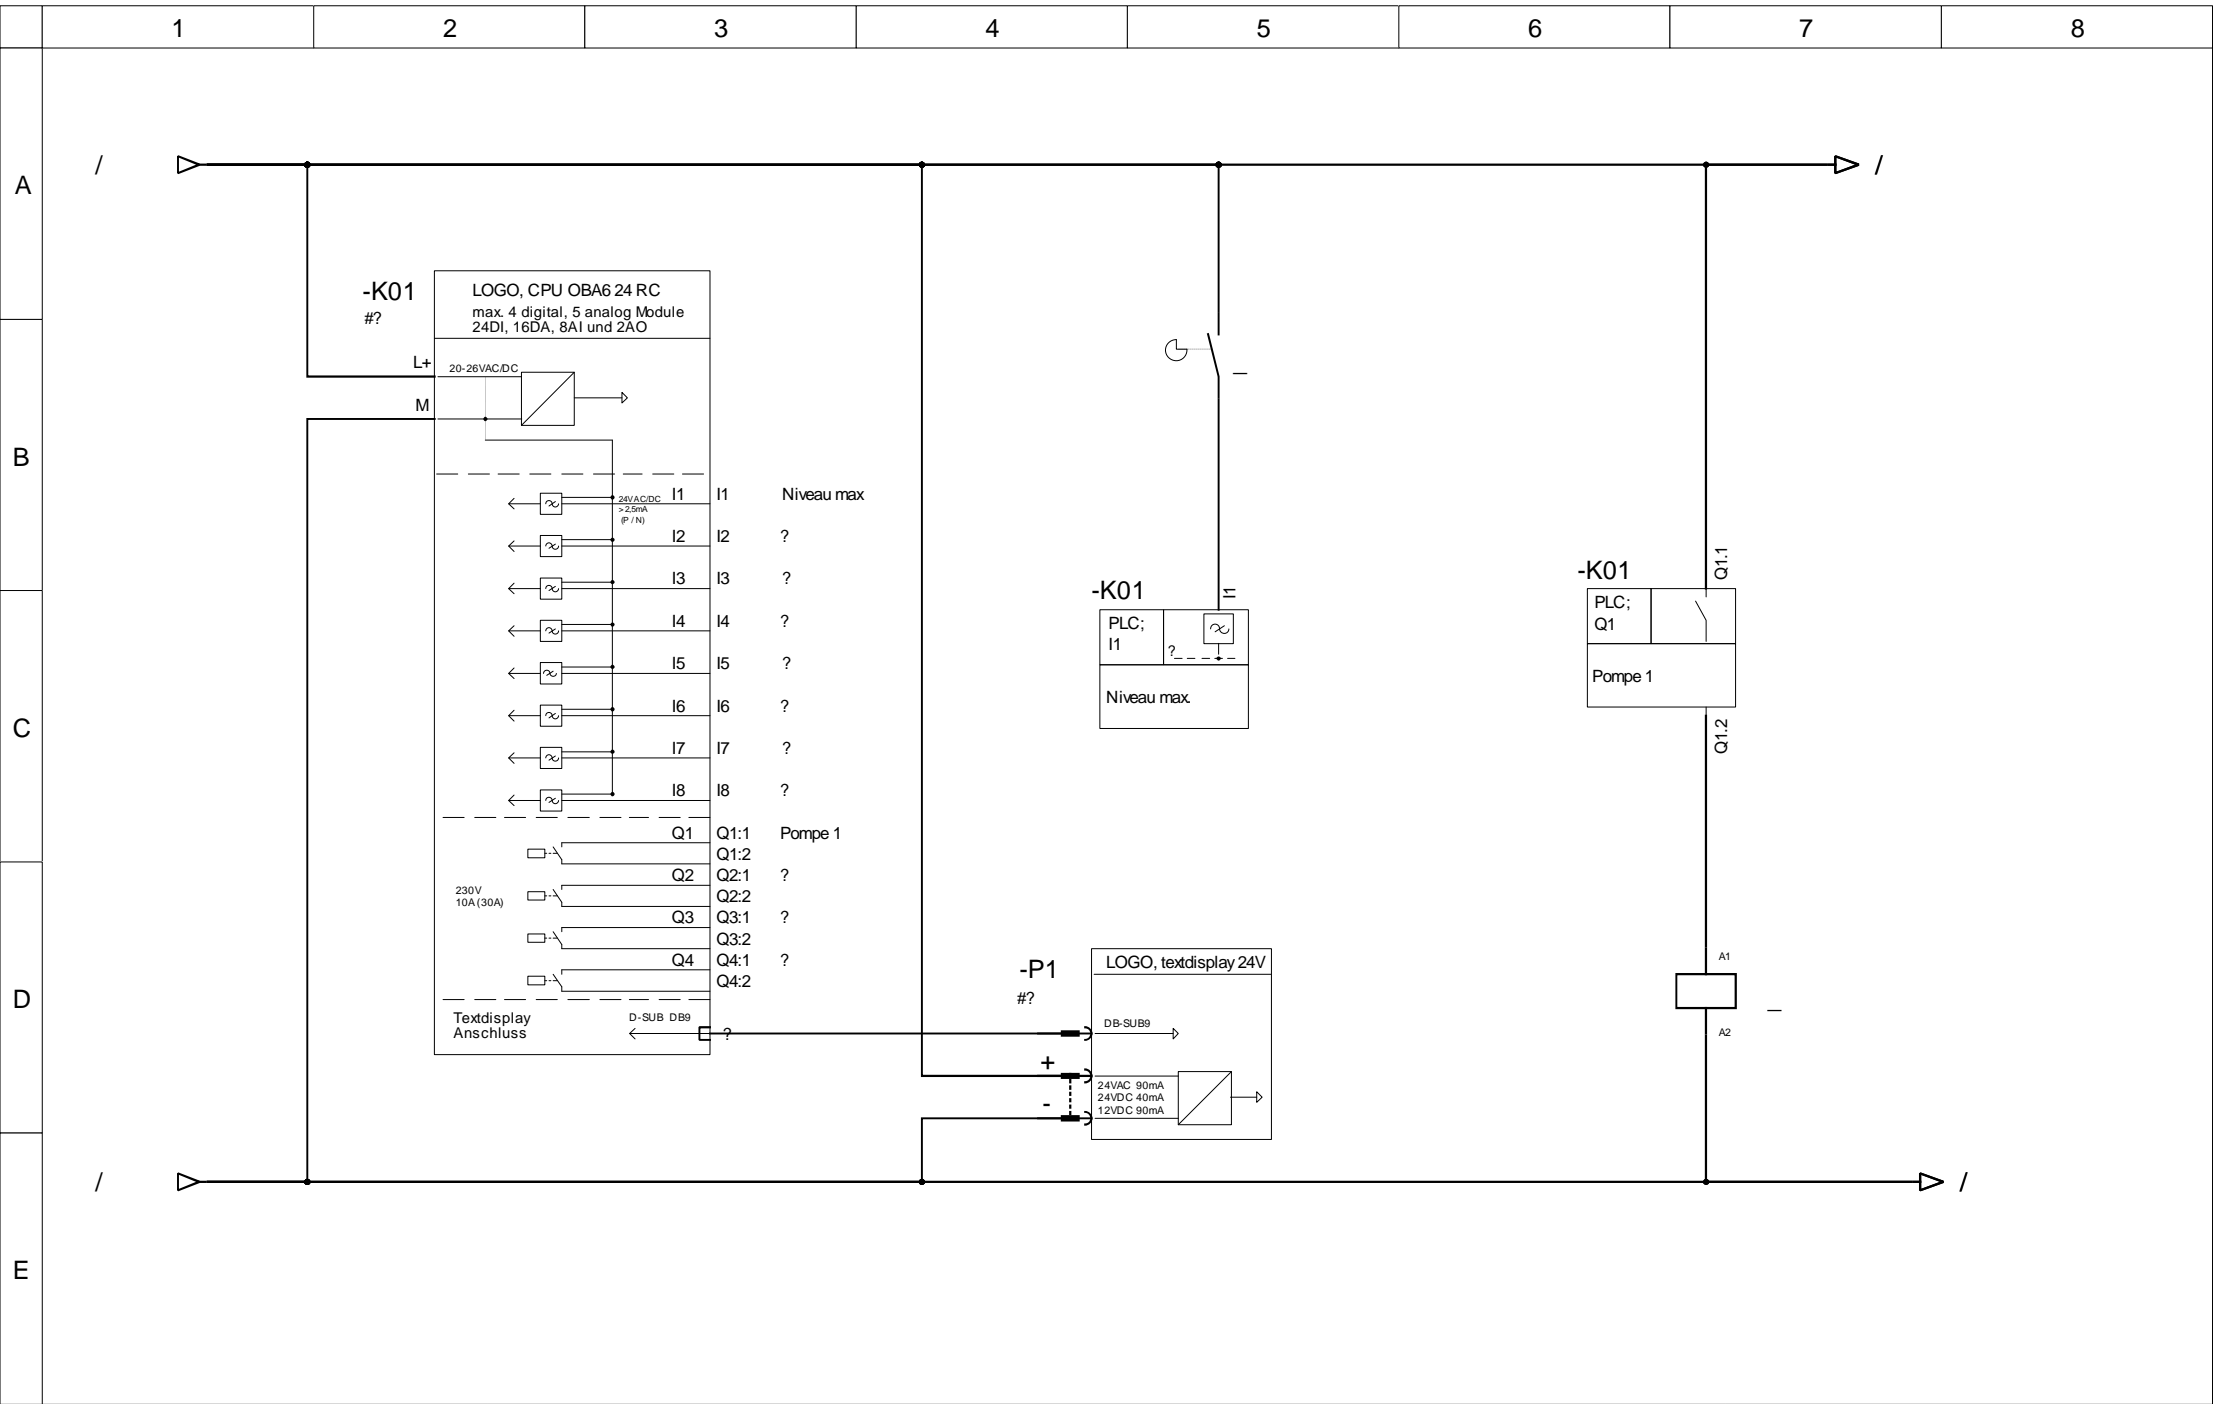 1 2 3 4 5 6 7 8
A
B
C
D
E
/
/
-K01
#?
LOGO, CPU OBA6 24 RC
max. 4 digital, 5 analog Module
24DI, 16DA, 8AI und 2AO
L+
20-26VAC/DC
M
24VAC/DC
>2,5mA
(P / N)
I1 I1 Niveau max
I2 I2 ?
I3 I3 ?
I4 I4 ?
I5 I5 ?
I6 I6 ?
I7 I7 ?
I8 I8 ?
Q1 Q1:1 Pompe 1
Q1:2
Q2 Q2:1 ?
Q2:2
230V
10A (30A)
Q3 Q3:1 ?
Q3:2
Q4 Q4:1 ?
Q4:2
Textdisplay
Anschluss
D-SUB DB9
?
-P1
#?
LOGO, textdisplay 24V
DB-SUB9
+
-
24VAC 90mA
24VDC 40mA
12VDC 90mA
-K01
I1
PLC;
I1
?
Niveau max.
-K01
Q1.1
PLC;
Q1
Pompe 1
Q1.2
A1
A2
/
/